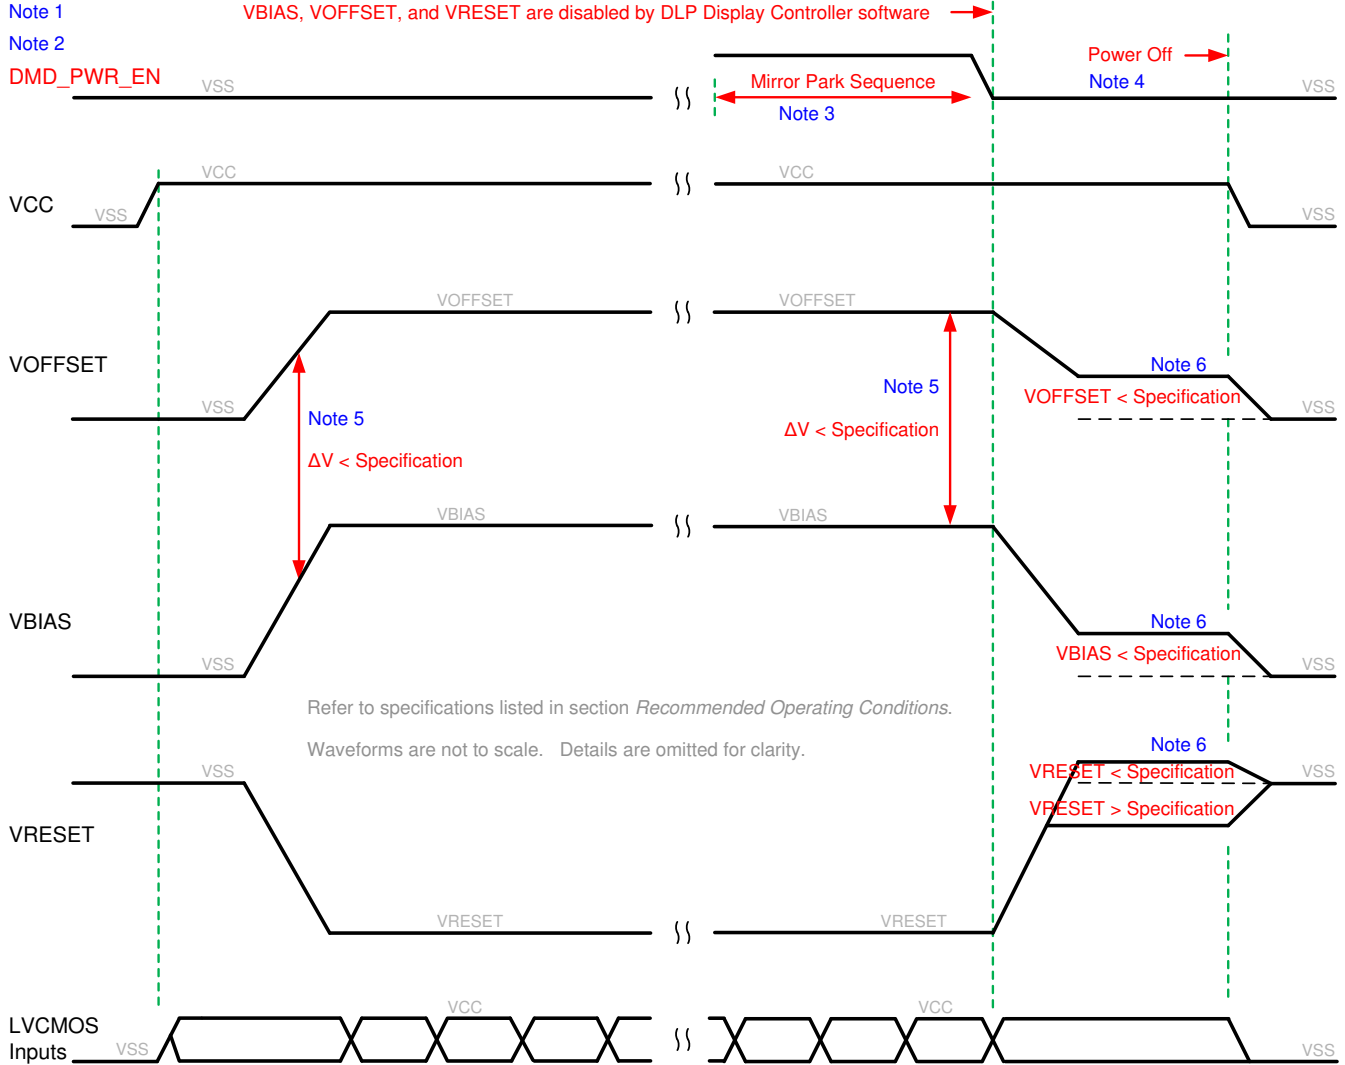 Note 1
VBIAS, VOFFSET, and VRESET are disabled by DLP Display Controller software
Note 2
Power Off
DMD_PWR_EN
VSS
Mirror Park Sequence
Note 4
VSS
Note 3
VCC
VCC
VCC
VSS
VSS
VOFFSET
VOFFSET
VOFFSET
Note 6
Note 5
VOFFSET < Specification
VSS
Note 5
VSS
ΔV < Specification
ΔV < Specification
VBIAS
VBIAS
VBIAS
Note 6
VBIAS < Specification
VSS
VSS
Refer to specifications listed in section Recommended Operating Conditions.
Waveforms are not to scale. Details are omitted for clarity.
Note 6
VSS
VRESET < Specification
VSS
VRESET > Specification
VRESET
VRESET
VRESET
VCC
VCC
LVCMOS
Inputs
VSS
VSS